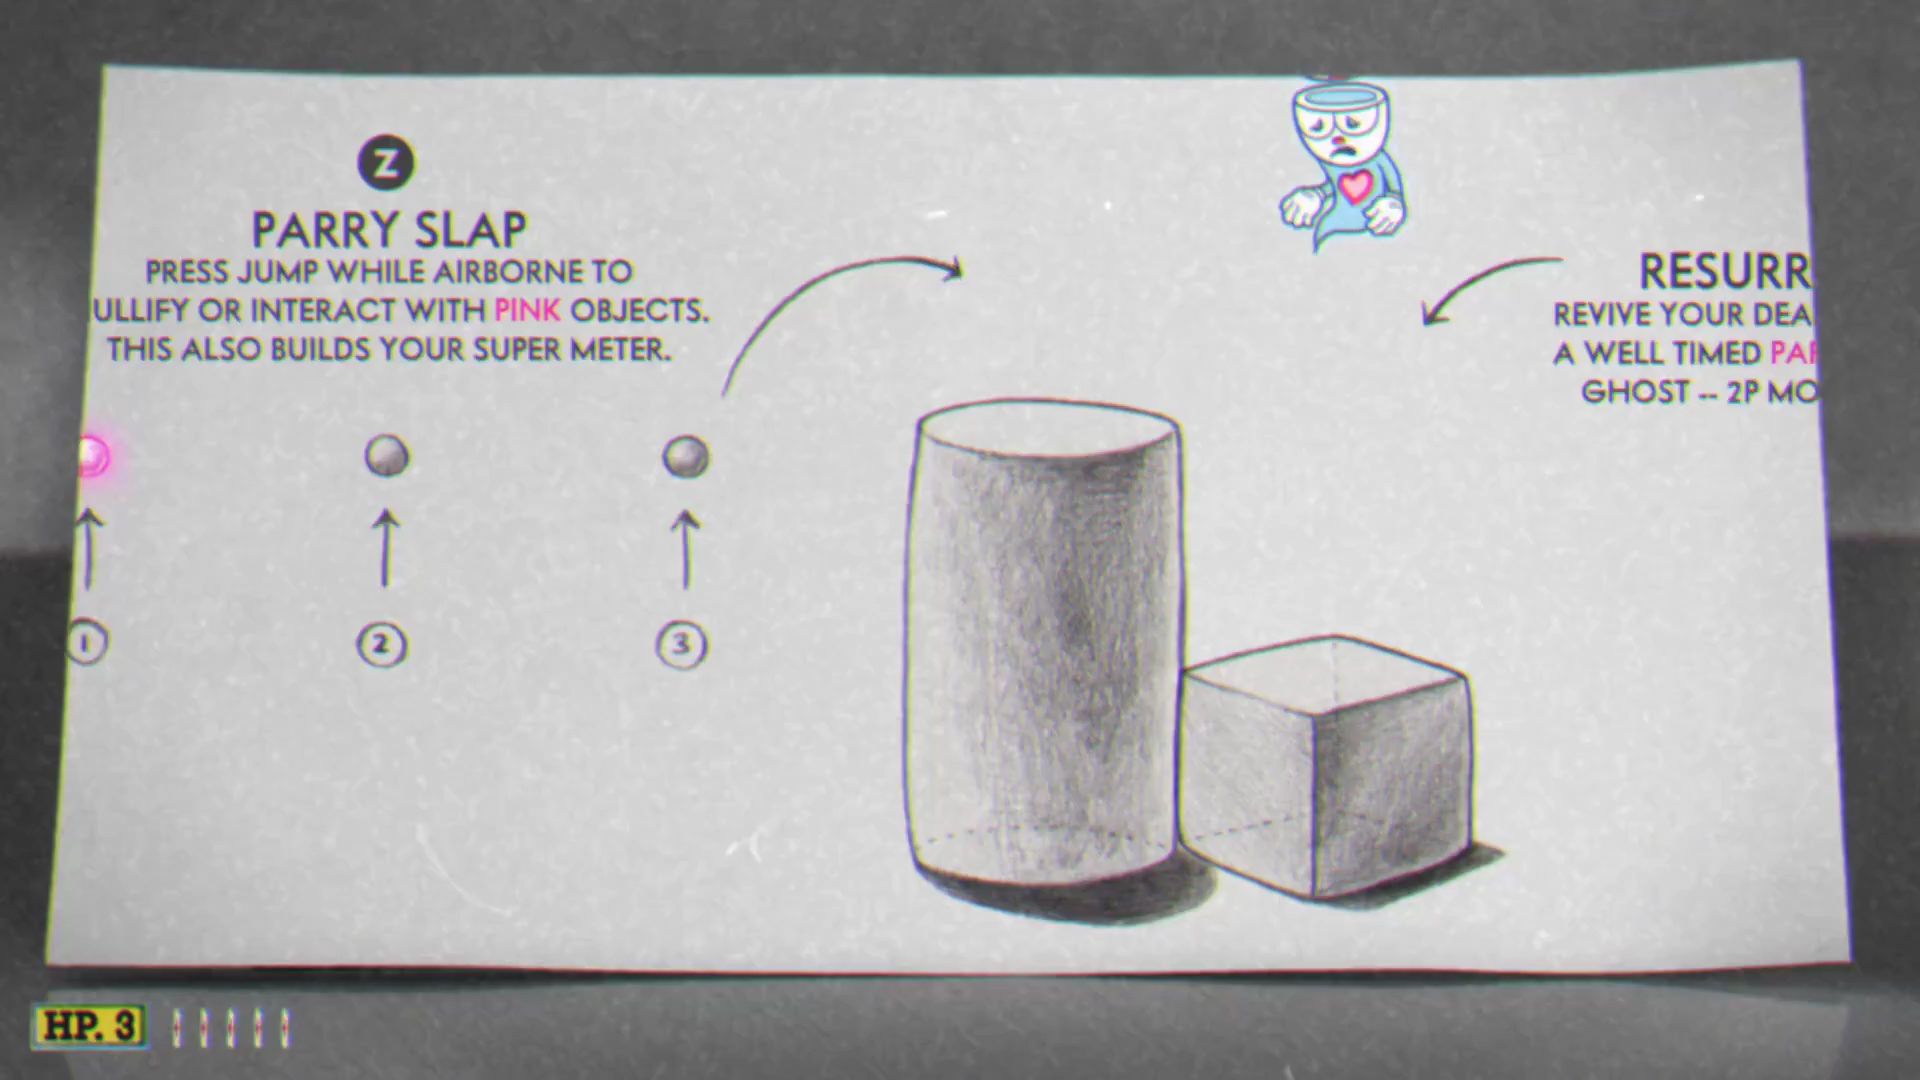 Z
PARRY SLAP
PRESS JUMP WHILE AIRBORNE TO
ULLIFY OR INTERACT WITH PINK OBJECTS.
THIS ALSO BUILDS YOUR SUPER METER.
1
2
3
RESURR
REVIVE YOUR DEA
A WELL TIMED PAR
GHOST -- 2P MO
HP. 3